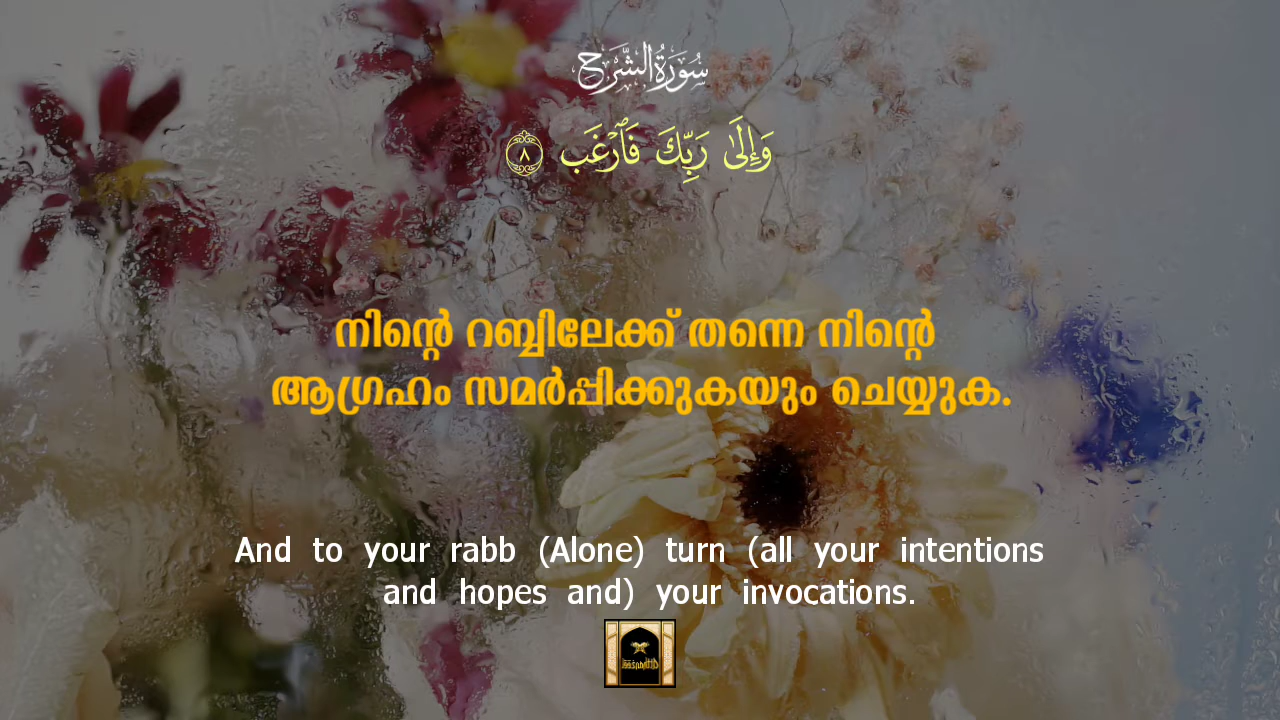 سُورَةُ الشَّرْحِ
وَإِلَىٰ رَبِّكَ فَٱرْغَب ٨
നിന്റെ റബ്ബിലേക്ക് തന്നെ നിന്റെ
ആഗ്രഹം സമർപ്പിക്കുകയും ചെയ്യുക.
And to your rabb (Alone) turn (all your intentions
and hopes and) your invocations.